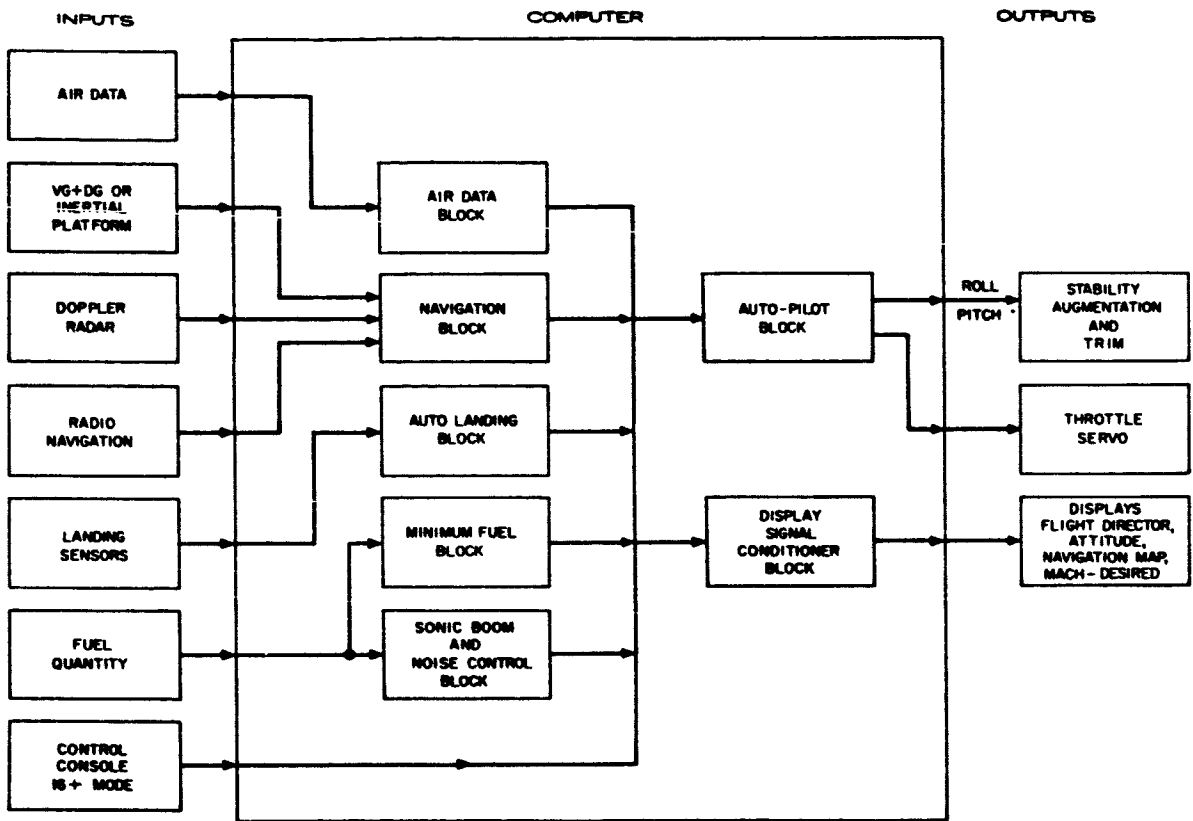 INPUTS
COMPUTER
OUTPUTS
AIR DATA
VG+DG OR
INERTIAL
PLATFORM
DOPPLER
RADAR
RADIO
NAVIGATION
LANDING
SENSORS
FUEL
QUANTITY
CONTROL
CONSOLE
16+ MODE
AIR DATA
BLOCK
NAVIGATION
BLOCK
AUTO LANDING
BLOCK
MINIMUM FUEL
BLOCK
SONIC BOOM
AND
NOISE CONTROL
BLOCK
AUTO-PILOT
BLOCK
DISPLAY
SIGNAL
CONDITIONER
BLOCK
ROLL
PITCH
STABILITY
AUGMENTATION
AND
TRIM
THROTTLE
SERVO
DISPLAYS
FLIGHT DIRECTOR,
ATTITUDE,
NAVIGATION MAP,
MACH-DESIRED